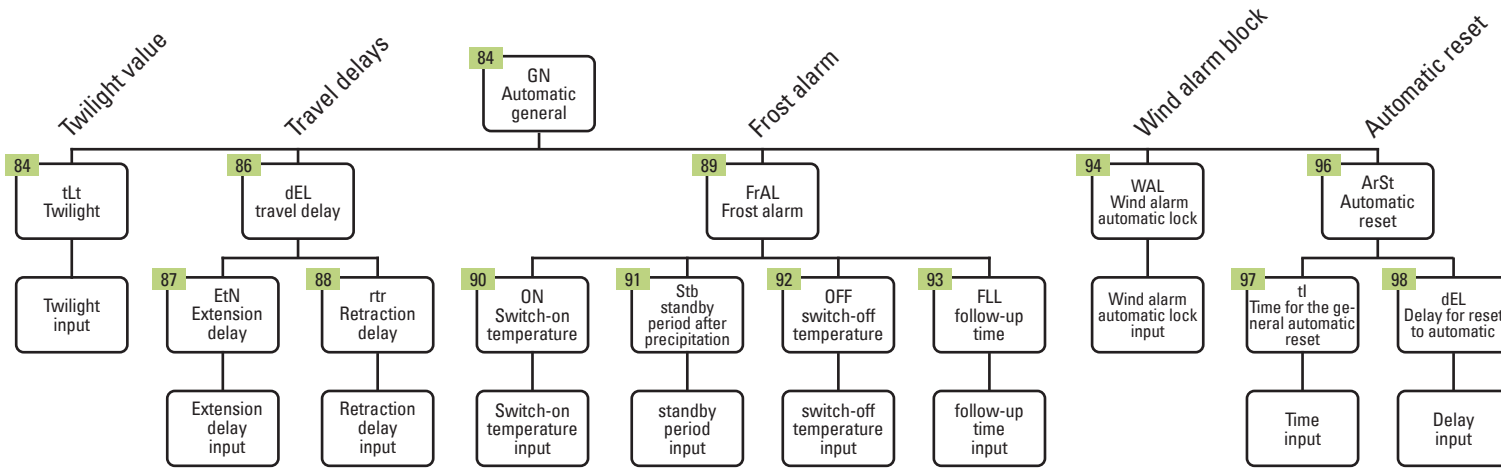 Twilight value
Travel delays
Frost alarm
Wind alarm block
Automatic reset
84
GN
Automatic
general
84
tLt
Twilight
86
dEL
travel delay
89
FrAL
Frost alarm
94
WAL
Wind alarm
automatic lock
96
ArSt
Automatic
reset
Twilight
input
87
EtN
Extension
delay
88
rtr
Retraction
delay
90
ON
Switch-on
temperature
91
Stb
standby
period after
precipitation
92
OFF
switch-off
temperature
93
FLL
follow-up
time
Wind alarm
automatic lock
input
97
tI
Time for the ge-
neral automatic
reset
98
dEL
Delay for reset
to automatic
Extension
delay
input
Retraction
delay
input
Switch-on
temperature
input
standby
period
input
switch-off
temperature
input
follow-up
time
input
Time
input
Delay
input